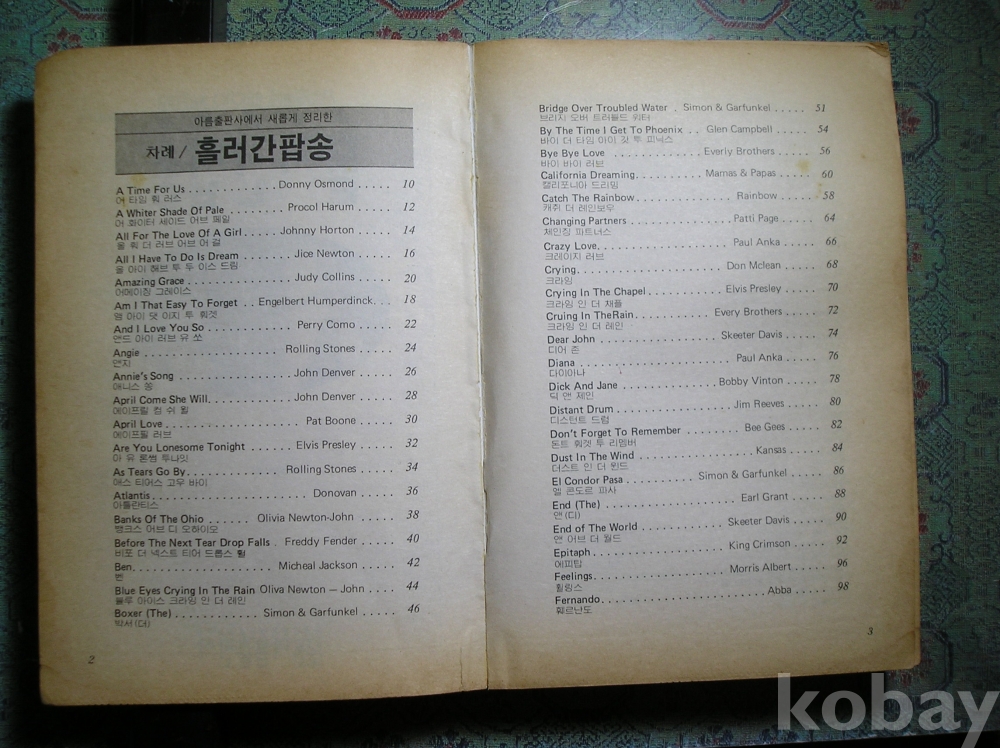 아름출판사에서 새롭게 정리한
차례 / 흘러간팝송
A Time For Us . . . . . . . . . . . . Donny Osmond . . . . . 10
어 타임 훠 러스
A Whiter Shade Of Pale . . . . . . . . Procol Harum . . . . . 12
어 화이터 세이드 어브 페일
All For The Love Of A Girl . . . . . Johnny Horton . . . . . 14
올 훠 더 러브 어브 어 걸
All I Have To Do Is Dream . . . . . . Jice Newton . . . . . 16
올 아이 해브 투 두 이스 드림
Amazing Grace . . . . . . . . . . . . Judy Collins . . . . . 20
어메이징 그레이스
Am I That Easy To Forget . . Engelbert Humperdinck. . . 18
앰 아이 댓 이지 투 훠겟
And I Love You So . . . . . . . . . . Perry Como . . . . . 22
앤드 아이 러브 유 쏘
Angie . . . . . . . . . . . . . . . Rolling Stones . . . . . 24
앤지
Annie's Song . . . . . . . . . . . . John Denver . . . . . 26
애니스 쏭
April Come She Will. . . . . . . . . John Denver . . . . . 28
에이프릴 컴 쉬 윌
April Love . . . . . . . . . . . . . . Pat Boone . . . . . 30
에이프릴 러브
Are You Lonesome Tonight . . . . . . Elvis Presley . . . . . 32
아 유 론썸 투나잇
As Tears Go By. . . . . . . . . . . Rolling Stones . . . . . 34
애스 티어스 고우 바이
Atlantis. . . . . . . . . . . . . . . Donovan . . . . . 36
아틀란티스
Banks Of The Ohio . . . . . Olivia Newton-John . . . . . 38
뱅크스 어브 디 오하이오
Before The Next Tear Drop Falls . Freddy Fender . . . . . 40
비포 더 넥스트 티어 드롭스 훨
Ben. . . . . . . . . . . . . . . . Micheal Jackson . . . . . 42
벤
Blue Eyes Crying In The Rain Oliva Newton — John . . . . 44
블루 아이스 크라잉 인 더 레인
Boxer (The) . . . . . . . . . Simon & Garfunkel . . . . . . 46
박서(더)
2
Bridge Over Troubled Water . Simon & Garfunkel . . . . . 51
브리지 오버 트러블드 워터
By The Time I Get To Phoenix . . Glen Campbell . . . . . 54
바이 더 타임 아이 겟 투 피닉스
Bye Bye Love . . . . . . . . . . Everly Brothers . . . . . 56
바이 바이 러브
California Dreaming. . . . . . . . Mamas & Papas . . . . . 60
캘리포니아 드리밍
Catch The Rainbow. . . . . . . . . . . Rainbow . . . . . 58
캐취 더 레인보우
Changing Partners . . . . . . . . . . Patti Page . . . . . 64
체인징 파트너스
Crazy Love. . . . . . . . . . . . . . Paul Anka . . . . . 66
크레이지 러브
Crying. . . . . . . . . . . . . . . Don Mclean . . . . . 68
크라잉
Crying In The Chapel . . . . . . . . Elvis Presley . . . . . 70
크라잉 인 더 채플
Cruing In TheRain. . . . . . . . . Every Brothers . . . . . 72
크라잉 인 더 레인
Dear John . . . . . . . . . . . . . Skeeter Davis . . . . . 74
디어 존
Diana . . . . . . . . . . . . . . . . Paul Anka . . . . . 76
다이아나
Dick And Jane . . . . . . . . . . . Bobby Vinton . . . . . 78
딕 앤 제인
Distant Drum . . . . . . . . . . . . Jim Reeves . . . . . 80
디스턴트 드럼
Don't Forget To Remember . . . . . . . Bee Gees . . . . . 82
돈트 훠겟 투 리멤버
Dust In The Wind . . . . . . . . . . . . Kansas . . . . . 84
더스트 인 더 윈드
El Condor Pasa . . . . . . . . Simon & Garfunkel . . . . . 86
엘 콘도르 파사
End (The) . . . . . . . . . . . . . . Earl Grant . . . . . 88
앤 (디)
End of The World . . . . . . . . . Skeeter Davis . . . . . 90
앤 어브 더 월드
Epitaph . . . . . . . . . . . . . . King Crimson . . . . . 92
에피탑
Feelings. . . . . . . . . . . . . . Morris Albert . . . . . 96
휠링스
Fernando. . . . . . . . . . . . . . . . . Abba . . . . . 98
훼르난도
3
kobay